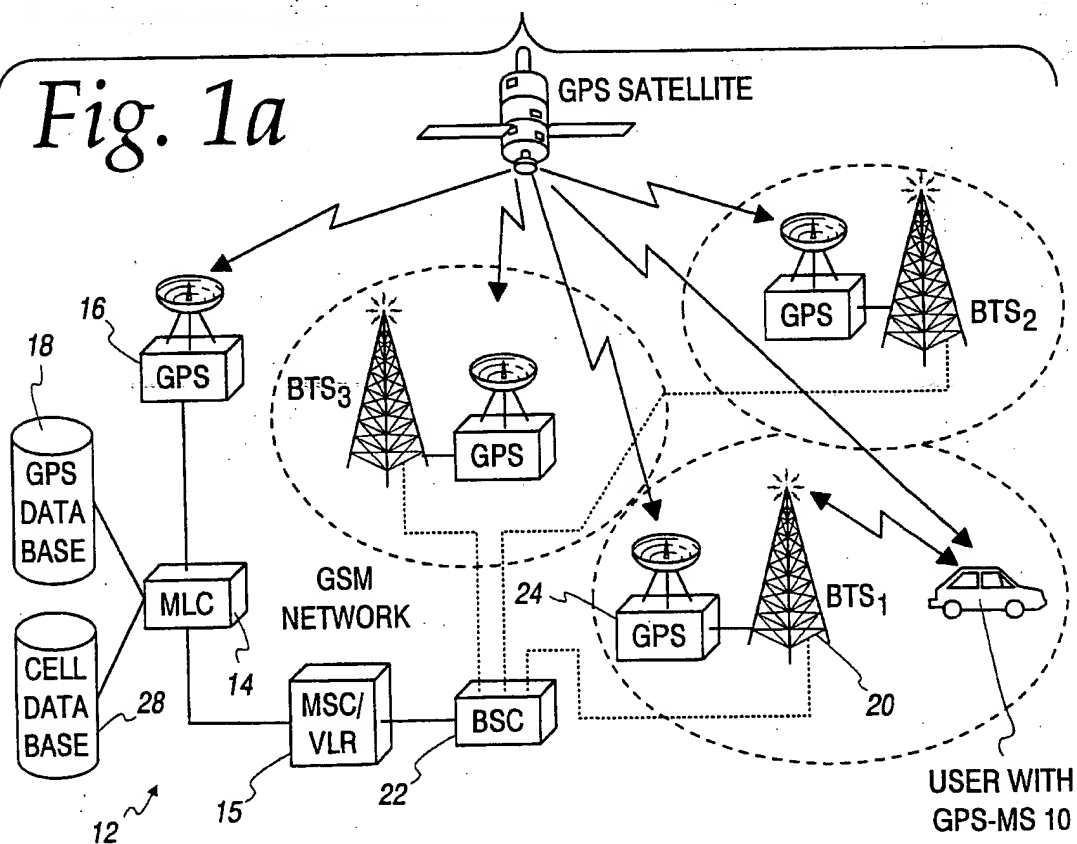 Fig. 1a
GPS SATELLITE
16
GPS
18
GPS
DATA
BASE
BTS3
GPS
GPS
BTS2
MLC
14
GSM
NETWORK
24
GPS
BTS1
20
CELL
DATA
BASE
28
MSC/
VLR
15
BSC
22
12
USER WITH
GPS-MS 10